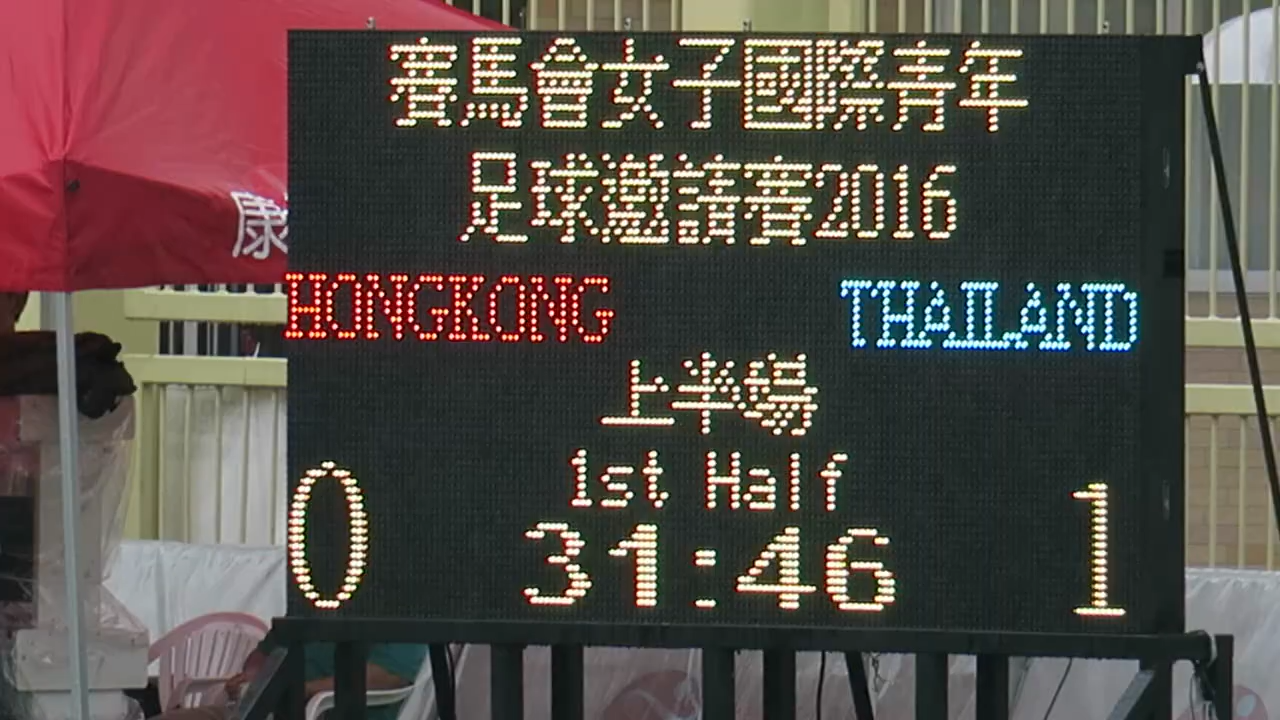 賽馬會女子國際青年
足球邀請賽2016
康
HONGKONG
THAILAND
上半場
1st Half
0
31:46
1